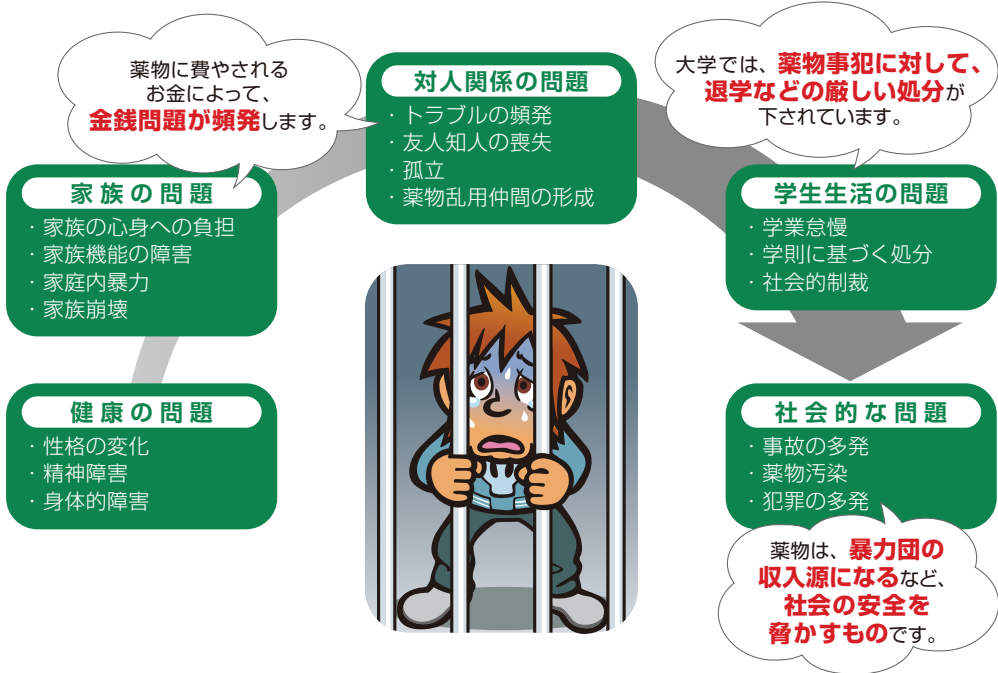 薬物に費やされる
お金によって、
金銭問題が頻発します。
対人関係の問題
・トラブルの頻発
・友人知人の喪失
・孤立
・薬物乱用仲間の形成
大学では、薬物事犯に対して、
退学などの厳しい処分が
下されています。
家族の問題
・家族の心身への負担
・家族機能の障害
・家庭内暴力
・家族崩壊
学生生活の問題
・学業怠慢
・学則に基づく処分
・社会的制裁
健康の問題
・性格の変化
・精神障害
・身体的障害
社会的な問題
・事故の多発
・薬物汚染
・犯罪の多発
薬物は、暴力団の
収入源になるなど、
社会の安全を
脅かすものです。